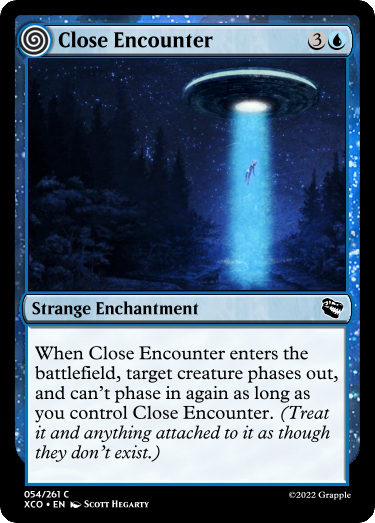 Close Encounter 3
Strange Enchantment
When Close Encounter enters the
battlefield, target creature phases out,
and can't phase in again as long as
you control Close Encounter. (Treat
it and anything attached to it as though
they don't exist.)
054/261 C
XCO • EN Scott Hegarty
©2022 Grapple